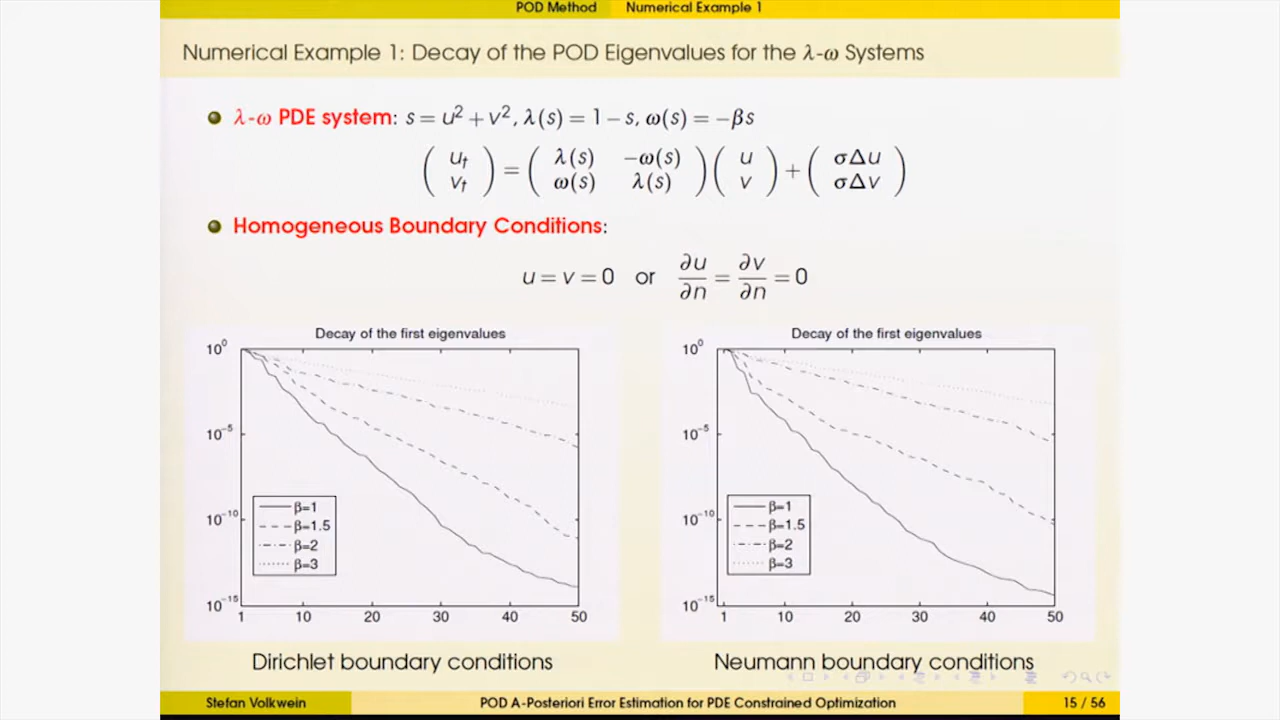 POD Method Numerical Example 1
Numerical Example 1: Decay of the POD Eigenvalues for the λ-ω Systems
λ-ω PDE system: s = u² + v², λ(s) = 1 − s, ω(s) = −βs
( u_t ) = ( λ(s) −ω(s) ) ( u ) + ( σΔu )
( v_t ) ( ω(s) λ(s) ) ( v ) ( σΔv )
Homogeneous Boundary Conditions:
u = v = 0 or ∂u/∂n = ∂v/∂n = 0
Decay of the first eigenvalues
10⁰
10⁻⁵
10⁻¹⁰
10⁻¹⁵
β=1
β=1.5
β=2
β=3
1 10 20 30 40 50
Dirichlet boundary conditions
Decay of the first eigenvalues
10⁰
10⁻⁵
10⁻¹⁰
10⁻¹⁵
β=1
β=1.5
β=2
β=3
1 10 20 30 40 50
Neumann boundary conditions
Stefan Volkwein POD A-Posteriori Error Estimation for PDE Constrained Optimization 15 / 56